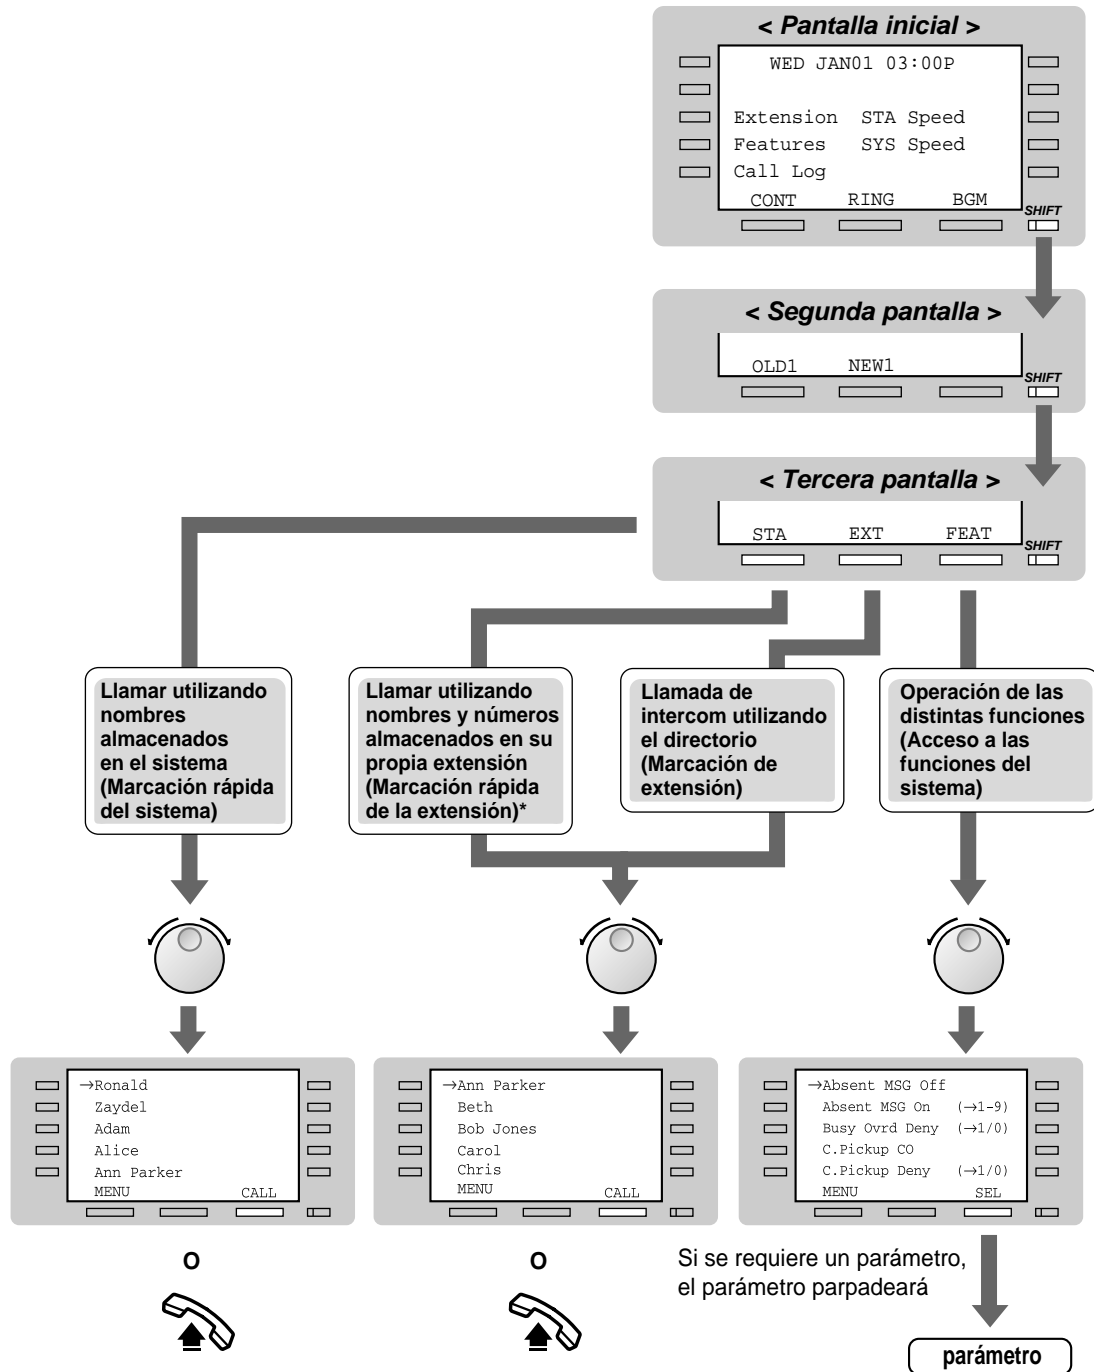 < Pantalla inicial >
WED JAN01 03:00P
Extension STA Speed
Features SYS Speed
Call Log
CONT RING BGM
SHIFT
< Segunda pantalla >
OLD1 NEW1
SHIFT
< Tercera pantalla >
STA EXT FEAT
SHIFT
Llamar utilizando
nombres
almacenados
en el sistema
(Marcación rápida
del sistema)
Llamar utilizando
nombres y números
almacenados en su
propia extensión
(Marcación rápida
de la extensión)*
Llamada de
intercom utilizando
el directorio
(Marcación de
extensión)
Operación de las
distintas funciones
(Acceso a las
funciones del
sistema)
→Ronald
Zaydel
Adam
Alice
Ann Parker
MENU CALL
→Ann Parker
Beth
Bob Jones
Carol
Chris
MENU CALL
→Absent MSG Off
Absent MSG On (→1-9)
Busy Ovrd Deny (→1/0)
C.Pickup CO
C.Pickup Deny (→1/0)
MENU SEL
o
o
Si se requiere un parámetro,
el parámetro parpadeará
parámetro